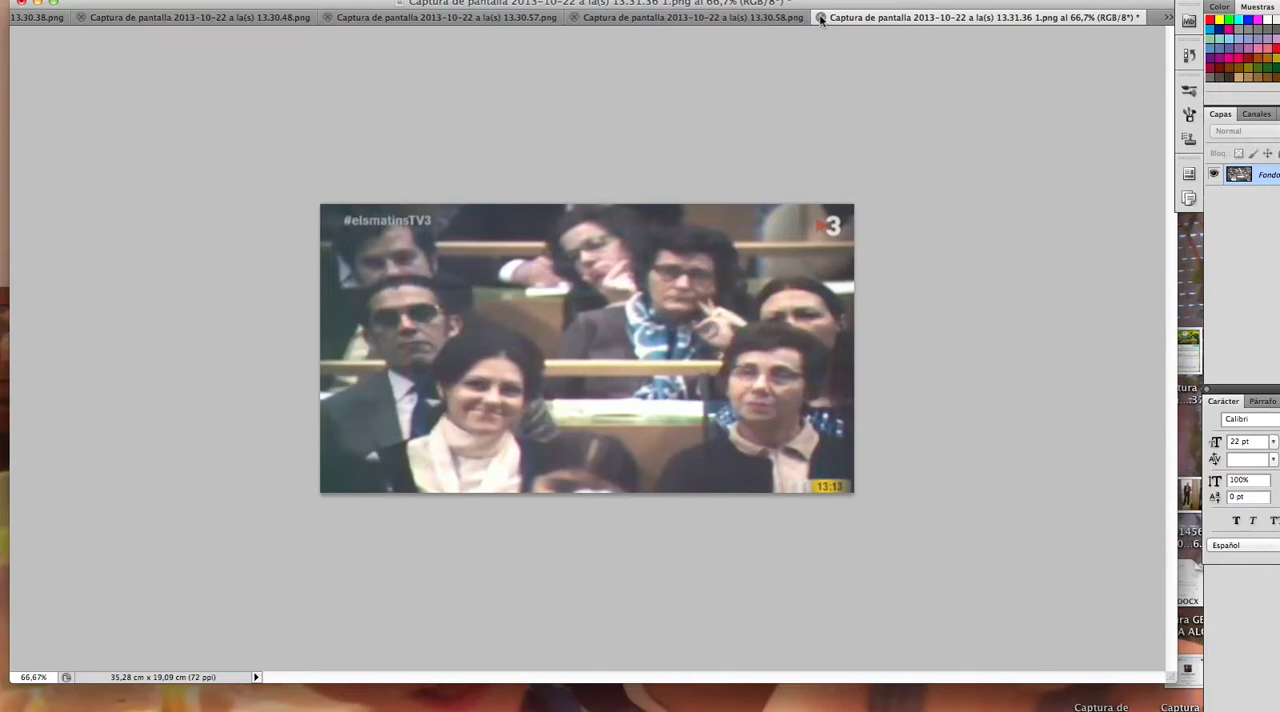 Captura de pantalla 2013-10-22 a la(s) 13.31.36 1.png al 66,7% (RGB/8*) *
13.30.38.png
Captura de pantalla 2013-10-22 a la(s) 13.30.48.png
Captura de pantalla 2013-10-22 a la(s) 13.30.57.png
Captura de pantalla 2013-10-22 a la(s) 13.30.58.png
Captura de pantalla 2013-10-22 a la(s) 13.31.36 1.png al 66,7% (RGB/8*) *
>>
Color
Muestras
Mb
Capas
Canales
Normal
Bloq.:
Fondo
#elsmatinsTV3
3
13:13
Carácter
Párrafo
Calibri
22 pt
100%
0 pt
T T
Español
DOCX
66,67%
35,28 cm x 19,09 cm (72 ppi)
Captura de
Captura